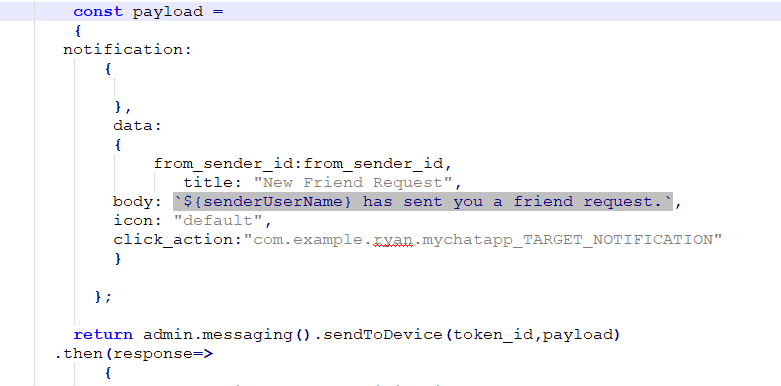 const payload =
{
notification:
{
},
data:
{
from_sender_id:from_sender_id,
title: "New Friend Request",
body: `${senderUserName} has sent you a friend request.`,
icon: "default",
click_action:"com.example.ryan.mychatapp_TARGET_NOTIFICATION"
}
};
return admin.messaging().sendToDevice(token_id,payload)
.then(response=>
{